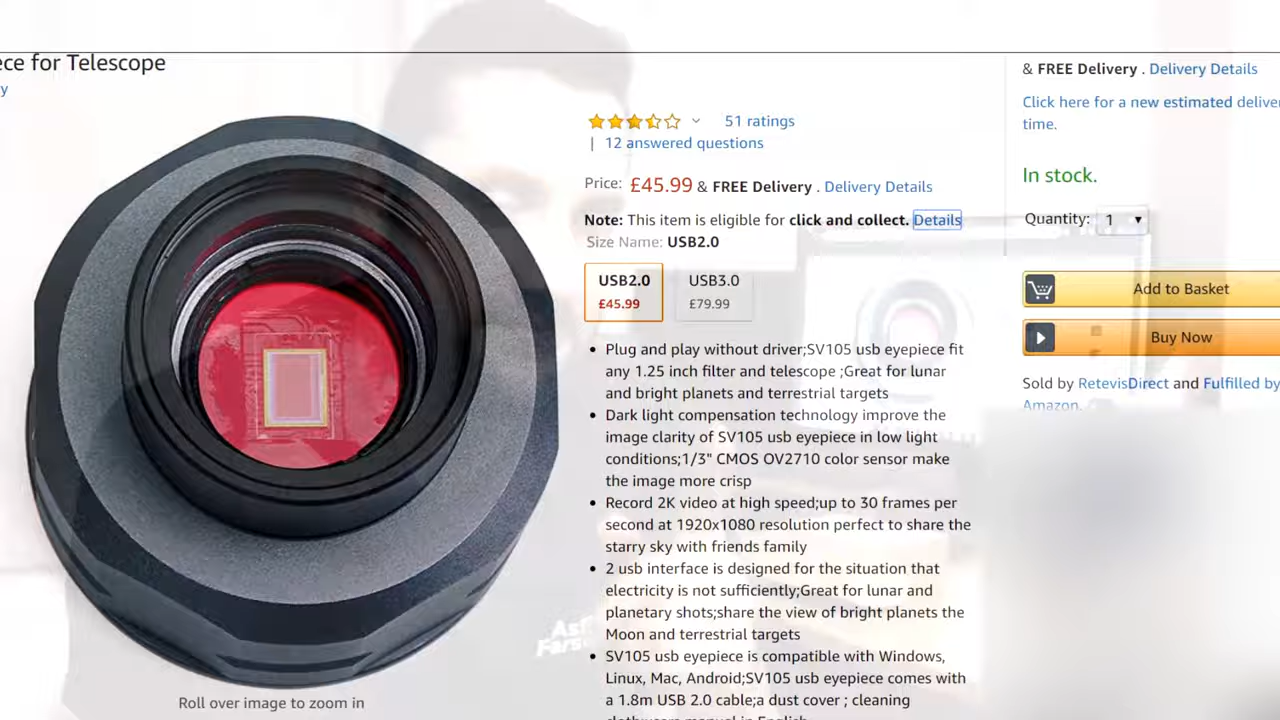 ece for Telescope
y
51 ratings
| 12 answered questions
Price: £45.99 & FREE Delivery . Delivery Details
Note: This item is eligible for click and collect. Details
Size Name: USB2.0
USB2.0
£45.99
USB3.0
£79.99
• Plug and play without driver;SV105 usb eyepiece fit
any 1.25 inch filter and telescope ;Great for lunar
and bright planets and terrestrial targets
• Dark light compensation technology improve the
image clarity of SV105 usb eyepiece in low light
conditions;1/3" CMOS OV2710 color sensor make
the image more crisp
• Record 2K video at high speed;up to 30 frames per
second at 1920x1080 resolution perfect to share the
starry sky with friends family
• 2 usb interface is designed for the situation that
electricity is not sufficiently;Great for lunar and
planetary shots;share the view of bright planets the
Moon and terrestrial targets
• SV105 usb eyepiece is compatible with Windows,
Linux, Mac, Android;SV105 usb eyepiece comes with
a 1.8m USB 2.0 cable;a dust cover ; cleaning
& FREE Delivery . Delivery Details
Click here for a new estimated delive
time.
In stock.
Quantity: 1
Add to Basket
Buy Now
Sold by RetevisDirect and Fulfilled by
Amazon.
Roll over image to zoom in